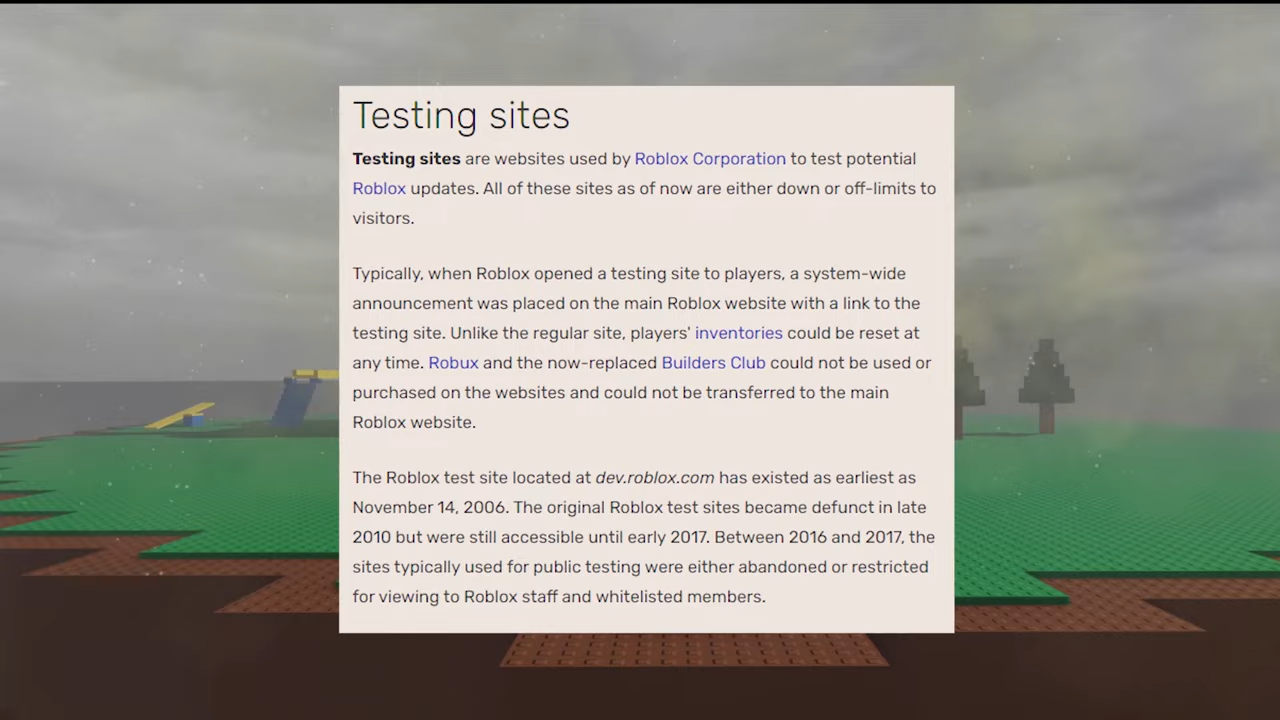 Testing sites
Testing sites are websites used by Roblox Corporation to test potential
Roblox updates. All of these sites as of now are either down or off-limits to
visitors.
Typically, when Roblox opened a testing site to players, a system-wide
announcement was placed on the main Roblox website with a link to the
testing site. Unlike the regular site, players' inventories could be reset at
any time. Robux and the now-replaced Builders Club could not be used or
purchased on the websites and could not be transferred to the main
Roblox website.
The Roblox test site located at dev.roblox.com has existed as earliest as
November 14, 2006. The original Roblox test sites became defunct in late
2010 but were still accessible until early 2017. Between 2016 and 2017, the
sites typically used for public testing were either abandoned or restricted
for viewing to Roblox staff and whitelisted members.